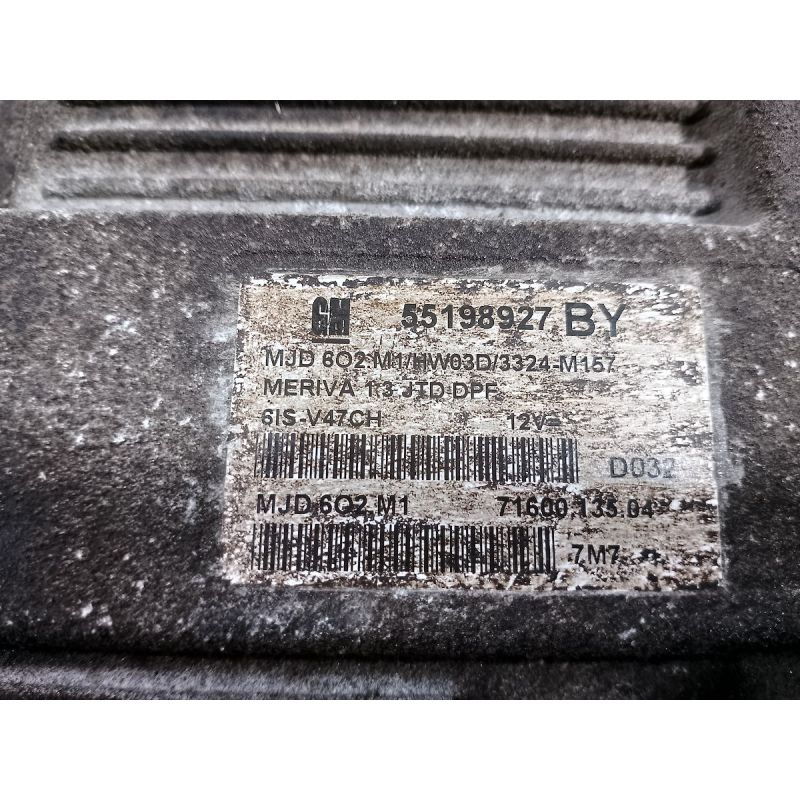 GM 55198927 BY
MJD 6O2.M1/HW03D/3324-M157
MERIVA 1.3 JTD DPF
6IS-V47CH 12V=
D032
MJD 6O2.M1 71600.135.04
7M7